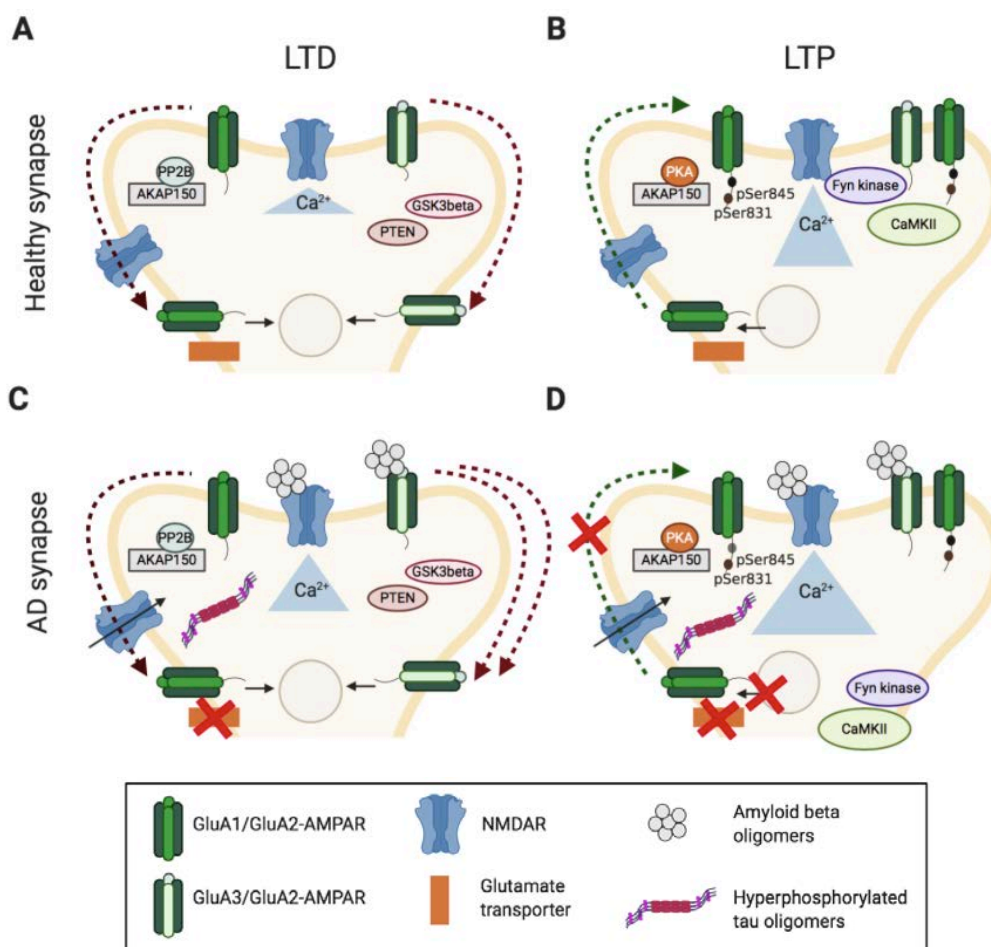 A
B
LTD
LTP
Healthy synapse
PP2B
AKAP150
Ca2+
GSK3beta
PTEN
PKA
AKAP150
pSer845
pSer831
Ca2+
Fyn kinase
CaMKII
C
D
AD synapse
PP2B
AKAP150
Ca2+
GSK3beta
PTEN
PKA
AKAP150
pSer845
pSer831
Ca2+
Fyn kinase
CaMKII
GluA1/GluA2-AMPAR
NMDAR
Amyloid beta
oligomers
GluA3/GluA2-AMPAR
Glutamate
transporter
Hyperphosphorylated
tau oligomers